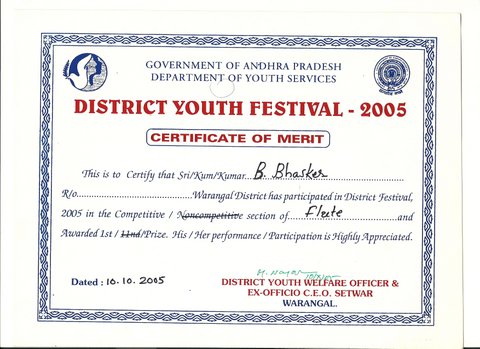 GOVERNMENT OF ANDHRA PRADESH
DEPARTMENT OF YOUTH SERVICES
DISTRICT YOUTH FESTIVAL - 2005
CERTIFICATE OF MERIT
This is to Certify that Sri/Kum/Kumar...B. Bhasker
R/o..............................Warangal District has participated in District Festival,
2005 in the Competitive / Noncompetitive section of...Flute...and
Awarded 1st / IInd/Prize. His / Her performance / Participation is Highly Appreciated.
Dated : 10.10.2005
DISTRICT YOUTH WELFARE OFFICER &
EX-OFFICIO C.E.O, SETWAR
WARANGAL.